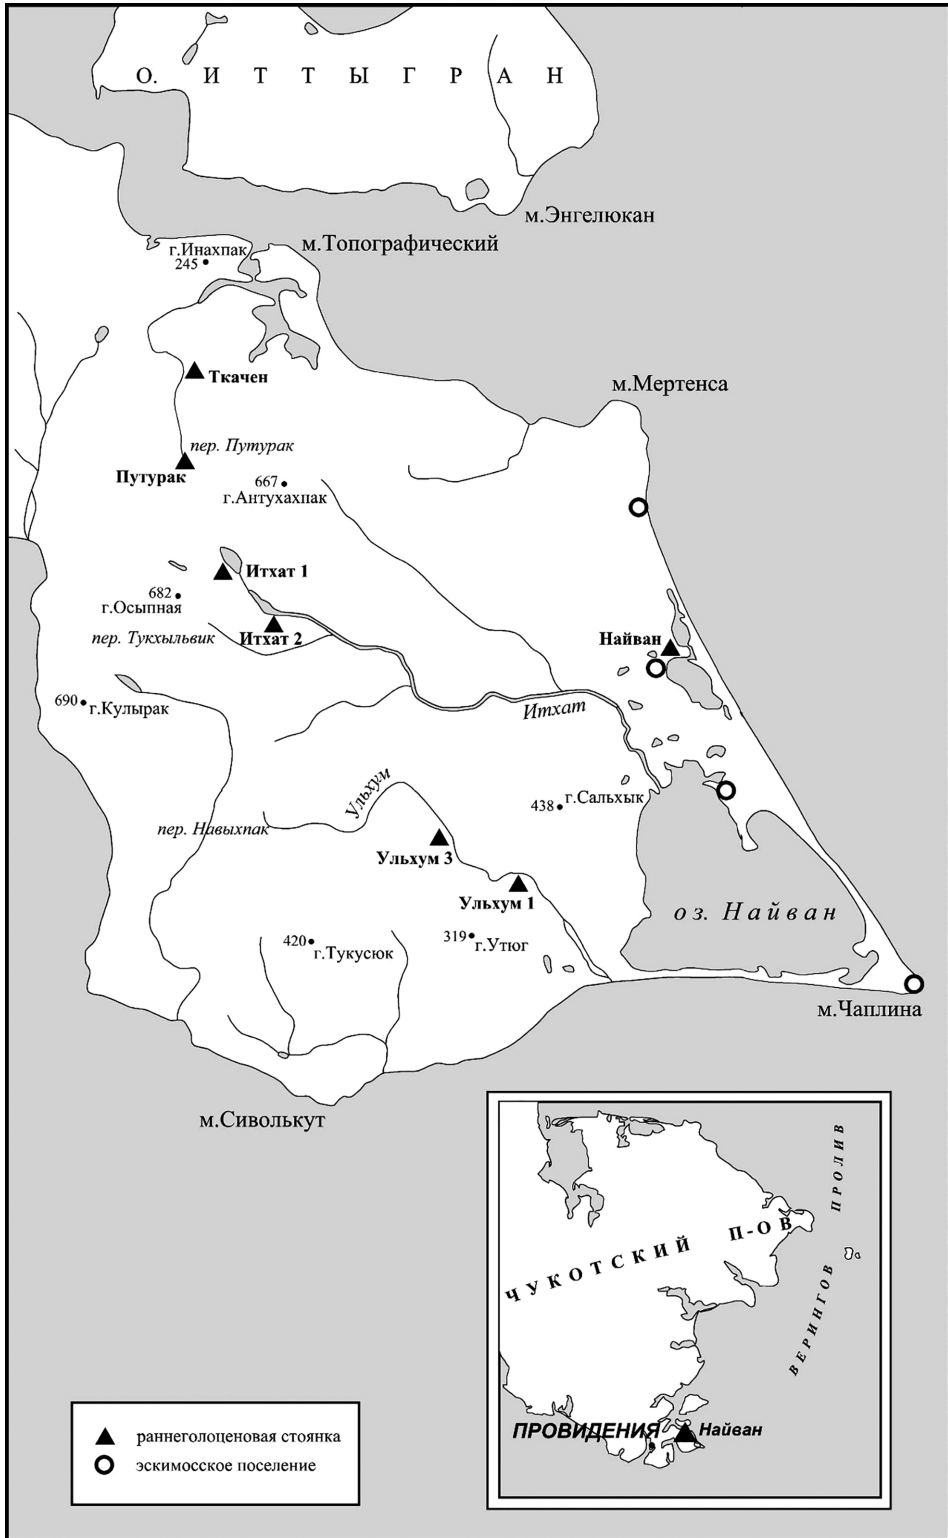 О. ИТТЫГРАН
м.Энгелюкан
м.Топографический
г.Инахпак
245
Ткачен
м.Мертенса
пер. Путурак
Путурак
667
г.Антухахпак
Итхат 1
682
г.Осыпная
Итхат 2
пер. Тукхыльвик
Найван
690
г.Кулырак
Итхат
Ульхум
438
г.Сальхык
пер. Навыхпак
Ульхум 3
Ульхум 1
оз. Найван
420
г.Тукусюк
319
г.Утюг
м.Чаплина
м.Сиволькут
БЕРИНГОВ ПРОЛИВ
ЧУКОТСКИЙ П-ОВ
ПРОВИДЕНИЯ
Найван
раннеголоценовая стоянка
эскимосское поселение